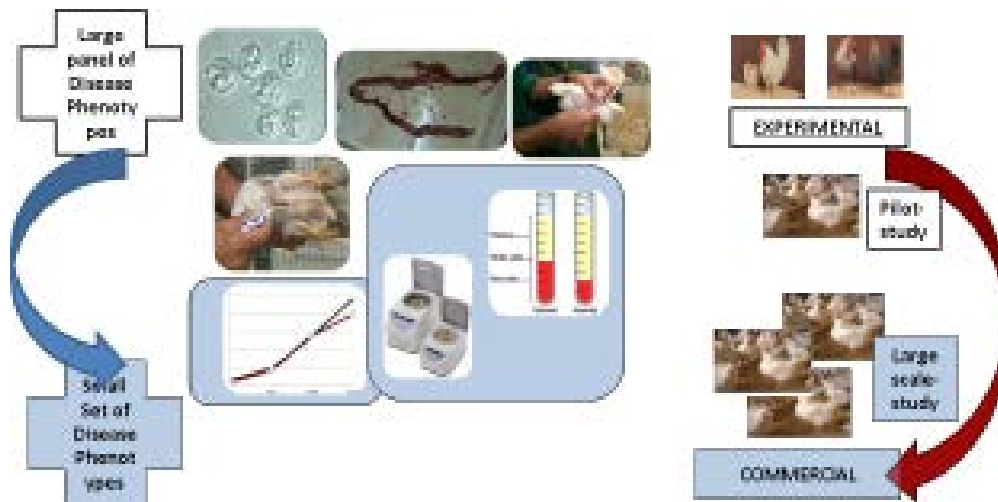 Large
panel of
Disease
Phenoty
pes
EXPERIMENTAL
Pilot-
study
Large
scale-
study
Small
Set of
Disease
Phenot
ypes
COMMERCIAL